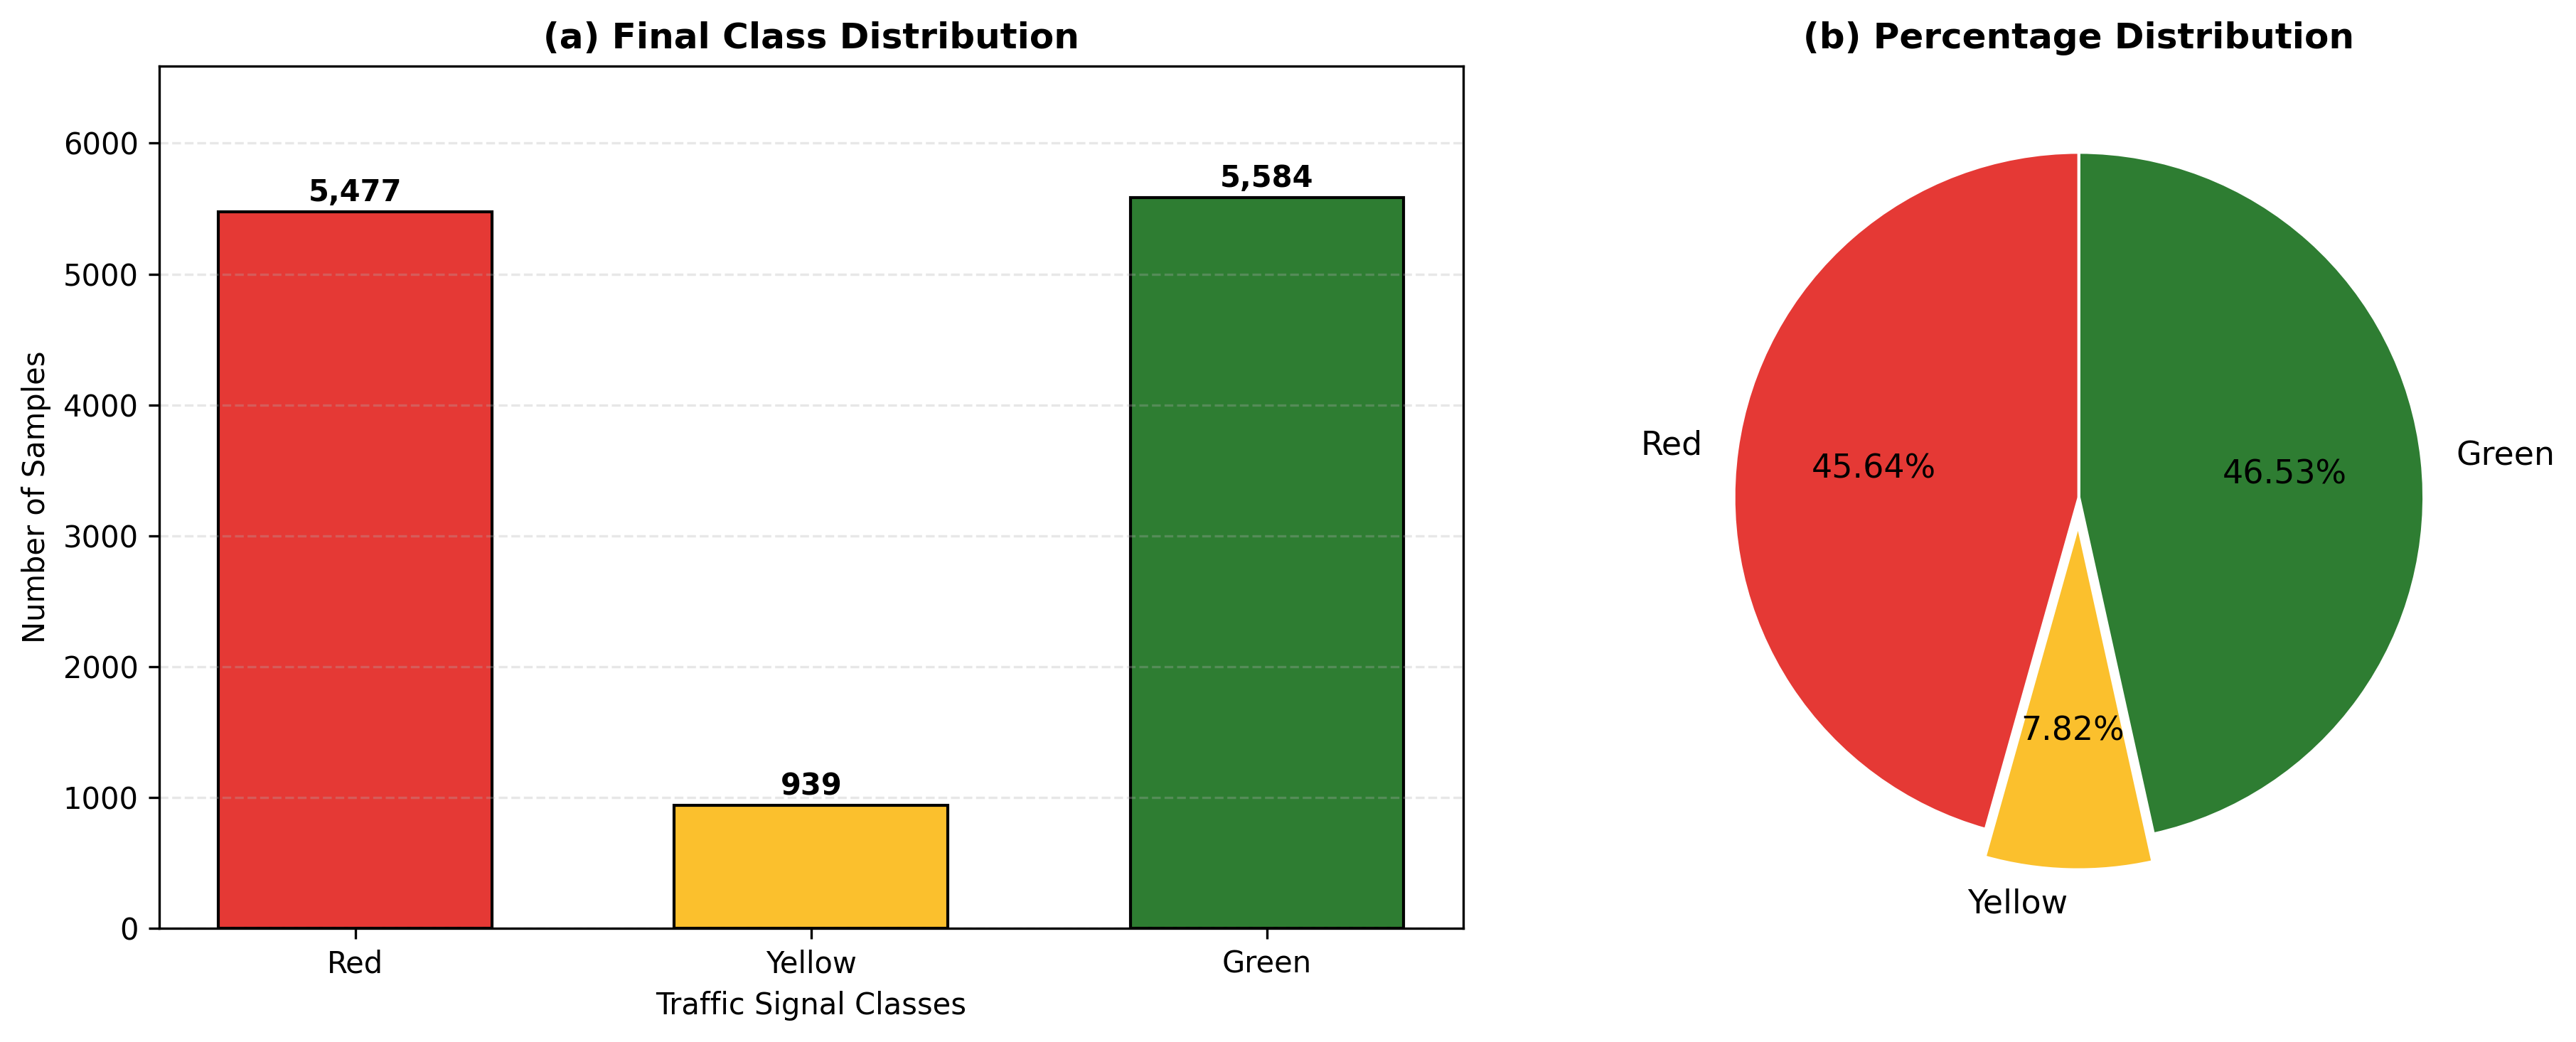 (a) Final Class Distribution
Number of Samples
6000
5000
4000
3000
2000
1000
0
5,477
939
5,584
Red
Yellow
Green
Traffic Signal Classes
(b) Percentage Distribution
Red
45.64%
46.53%
Green
7.82%
Yellow